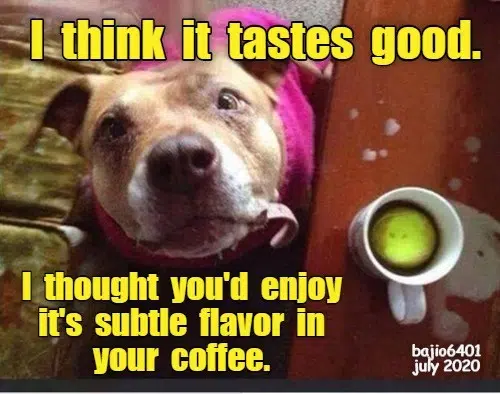 I think it tastes good.
I thought you'd enjoy
it's subtle flavor in
your coffee.
bajio6401
july 2020